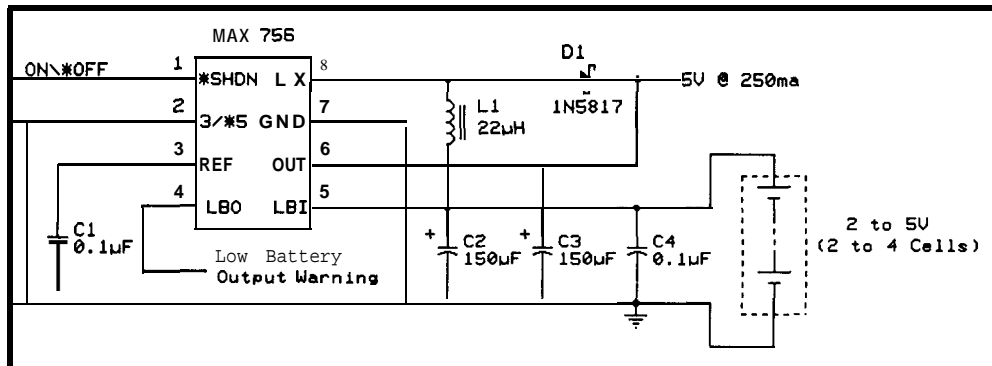 MAX 756
ON\*OFF
1
*SHDN
LX
8
D1
5V @ 250ma
1N5817
2
3/*5
GND
7
L1
22µH
3
REF
OUT
6
4
LBO
LBI
5
C1
0.1µF
Low Battery
Output Warning
+
C2
150µF
+
C3
150µF
C4
0.1µF
2 to 5V
(2 to 4 Cells)